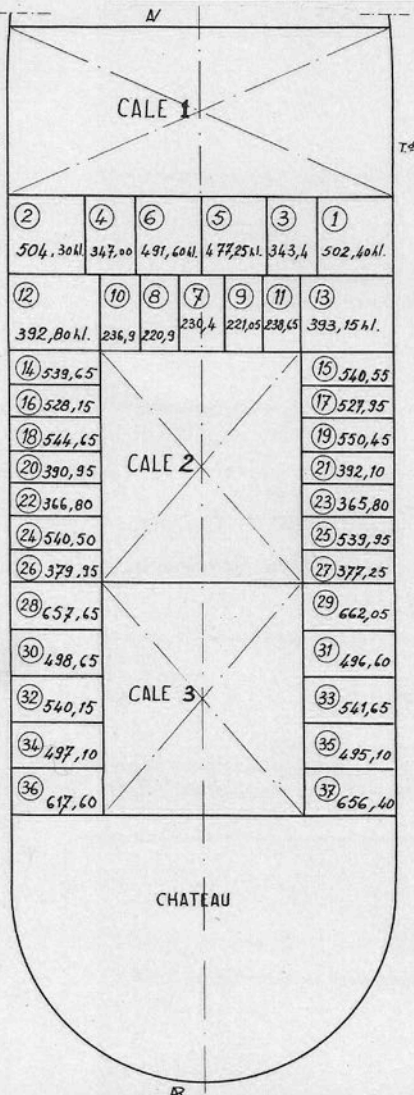 AV
CALE 1
2 4 6 5 3 1
504,30hl. 347,00 491,60hl. 477,25hl. 343,4 502,40hl.
12 10 8 7 9 11 13
392,80hl. 236,9 220,9 230,4 221,05 238,65 393,15hl.
14 539,65 15 540,55
16 528,15 17 527,95
18 544,65 19 550,45
CALE 2
20 390,95 21 392,10
22 366,80 23 365,80
24 540,50 25 539,95
26 379,95 27 377,25
28 657,65 29 662,05
30 498,65 31 496,60
CALE 3
32 540,15 33 541,65
34 497,10 35 495,10
36 617,60 37 656,40
CHATEAU
AR